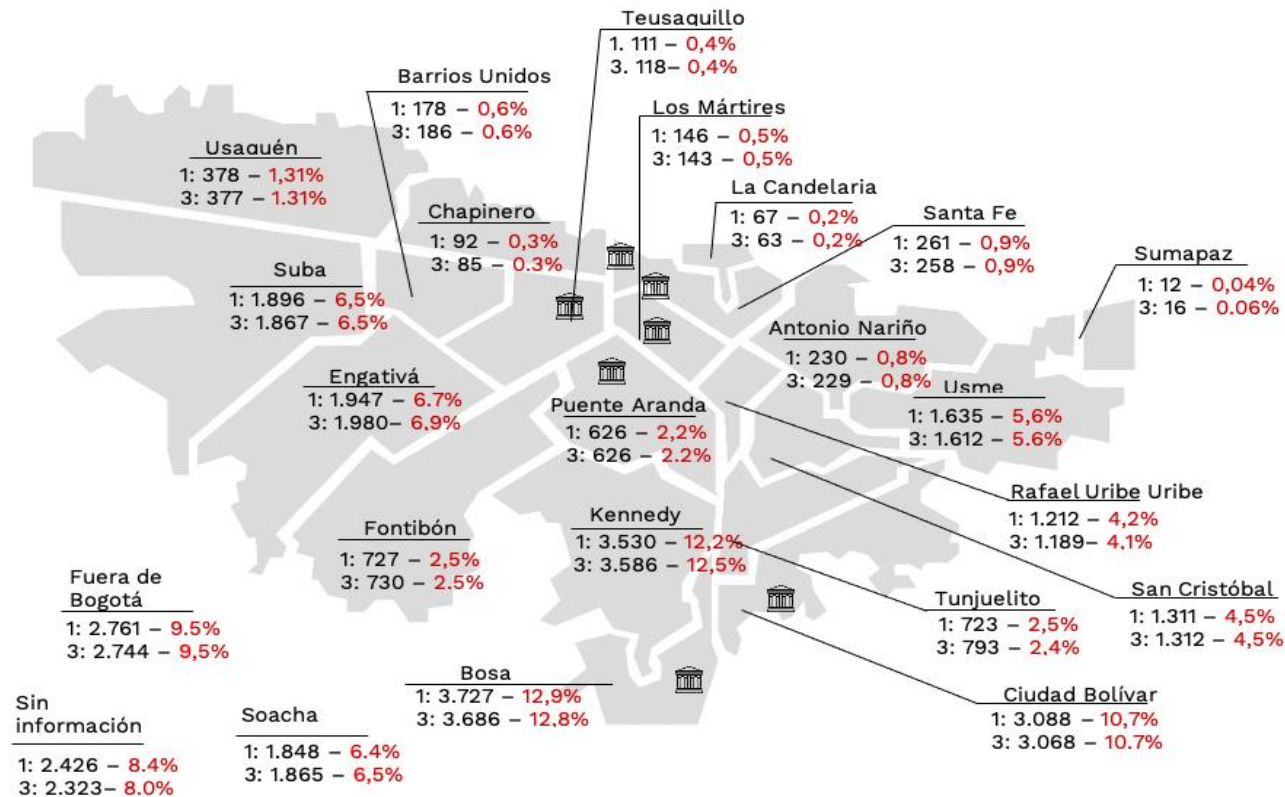 Teusaquillo
1. 111 – 0,4%
3. 118– 0,4%
Barrios Unidos
1: 178 – 0,6%
3: 186 – 0,6%
Los Mártires
1: 146 – 0,5%
3: 143 – 0,5%
Usaquén
1: 378 – 1,31%
3: 377 – 1.31%
La Candelaria
1: 67 – 0,2%
3: 63 – 0,2%
Chapinero
1: 92 – 0,3%
3: 85 – 0.3%
Santa Fe
1: 261 – 0,9%
3: 258 – 0,9%
Sumapaz
1: 12 – 0,04%
3: 16 – 0.06%
Suba
1: 1.896 – 6,5%
3: 1.867 – 6,5%
Antonio Nariño
1: 230 – 0,8%
3: 229 – 0,8%
Engativá
1: 1.947 – 6.7%
3: 1.980– 6,9%
Usme
1: 1.635 – 5,6%
3: 1.612 – 5.6%
Puente Aranda
1: 626 – 2,2%
3: 626 – 2.2%
Rafael Uribe Uribe
1: 1.212 – 4,2%
3: 1.189– 4,1%
Fontibón
1: 727 – 2,5%
3: 730 – 2.5%
Kennedy
1: 3.530 – 12,2%
3: 3.586 – 12,5%
Fuera de
Bogotá
1: 2.761 – 9.5%
3: 2.744 – 9,5%
Tunjuelito
1: 723 – 2,5%
3: 793 – 2,4%
San Cristóbal
1: 1.311 – 4,5%
3: 1.312 – 4,5%
Bosa
1: 3.727 – 12,9%
3: 3.686 – 12,8%
Ciudad Bolívar
1: 3.088 – 10,7%
3: 3.068 – 10.7%
Sin
información
1: 2.426 – 8.4%
3: 2.323– 8.0%
Soacha
1: 1.848 – 6.4%
3: 1.865 – 6,5%